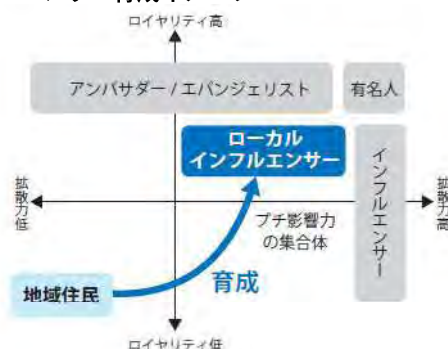 ロイヤリティ高
アンバサダー / エバンジェリスト
有名人
ローカル
インフルエンサー
インフルエンサー
拡散力低
拡散力高
プチ影響力
の集合体
育成
地域住民
ロイヤリティ低